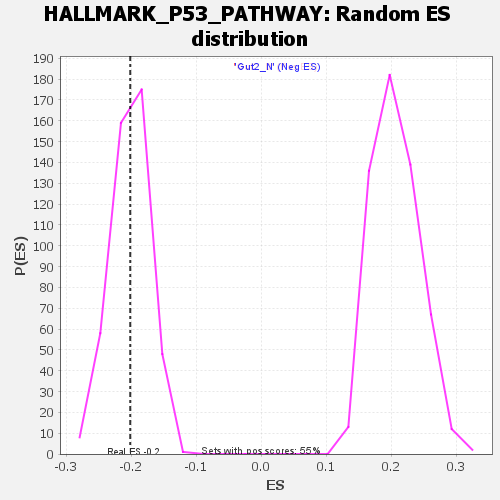 HALLMARK_P53_PATHWAY: Random ES
distribution
'Gut2_N' (Neg ES)
190
180
170
160
150
140
130
120
110
100
90
80
70
60
50
40
30
20
10
0
P(ES)
Real ES -0.2
Sets with pos scores: 55%
-0.3 -0.2 -0.1 0.0 0.1 0.2 0.3
ES